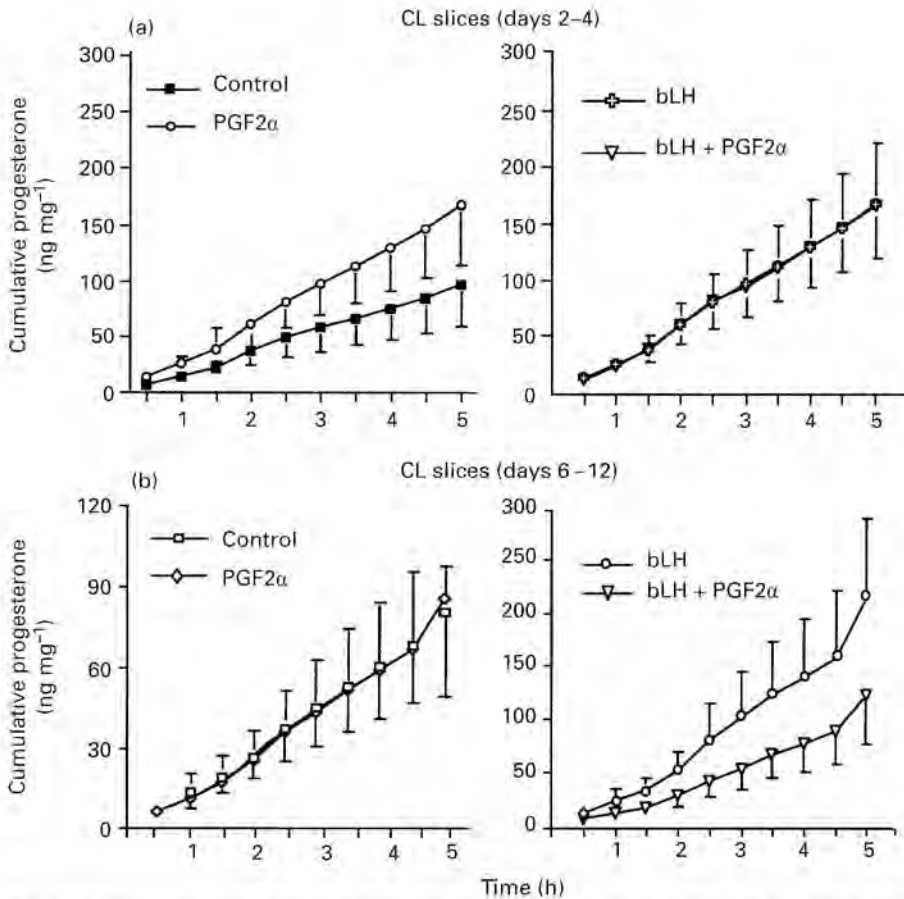 CL slices (days 2–4)
(a)
Cumulative progesterone
(ng mg⁻¹)
300
250
200
150
100
50
0
Control
PGF2α
1 2 3 4 5
300
250
200
150
100
50
0
bLH
bLH + PGF2α
1 2 3 4 5
CL slices (days 6–12)
(b)
Cumulative progesterone
(ng mg⁻¹)
120
90
60
30
0
Control
PGF2α
1 2 3 4 5
300
250
200
150
100
50
0
bLH
bLH + PGF2α
1 2 3 4 5
Time (h)